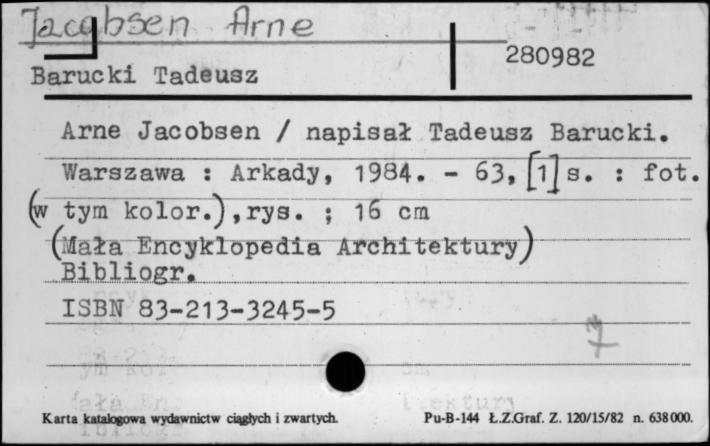 Jacobsen Arne
280982
Barucki Tadeusz
Arne Jacobsen / napisał Tadeusz Barucki.
Warszawa : Arkady, 1984. - 63, [1] s. : fot.
(w tym kolor.), rys. ; 16 cm
(Mała Encyklopedia Architektury)
Bibliogr.
ISBN 83-213-3245-5
Karta katalogowa wydawnictw ciągłych i zwartych. Pu-B-144 Ł.Z.Graf. Z. 120/15/82 n. 638000.